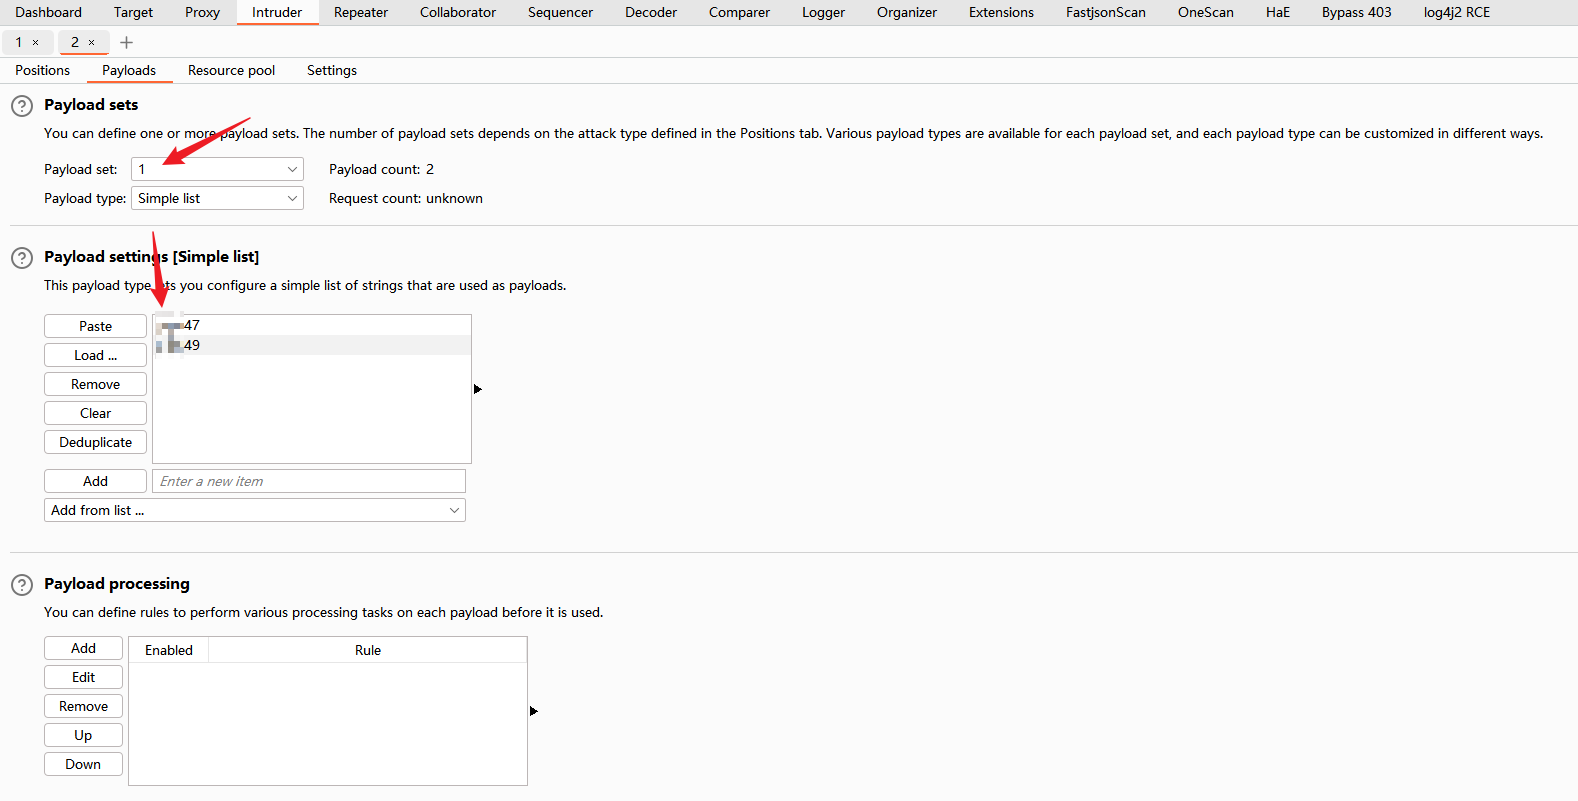 Dashboard Target Proxy Intruder Repeater Collaborator Sequencer Decoder Comparer Logger Organizer Extensions FastjsonScan OneScan HaE Bypass 403 log4j2 RCE
1 × 2 × +
Positions Payloads Resource pool Settings
? Payload sets
You can define one or more payload sets. The number of payload sets depends on the attack type defined in the Positions tab. Various payload types are available for each payload set, and each payload type can be customized in different ways.
Payload set: 1 Payload count: 2
Payload type: Simple list Request count: unknown
? Payload settings [Simple list]
This payload type lets you configure a simple list of strings that are used as payloads.
Paste 47
49
Load ...
Remove
Clear
Deduplicate
Add Enter a new item
Add from list ...
? Payload processing
You can define rules to perform various processing tasks on each payload before it is used.
Add Enabled Rule
Edit
Remove
Up
Down